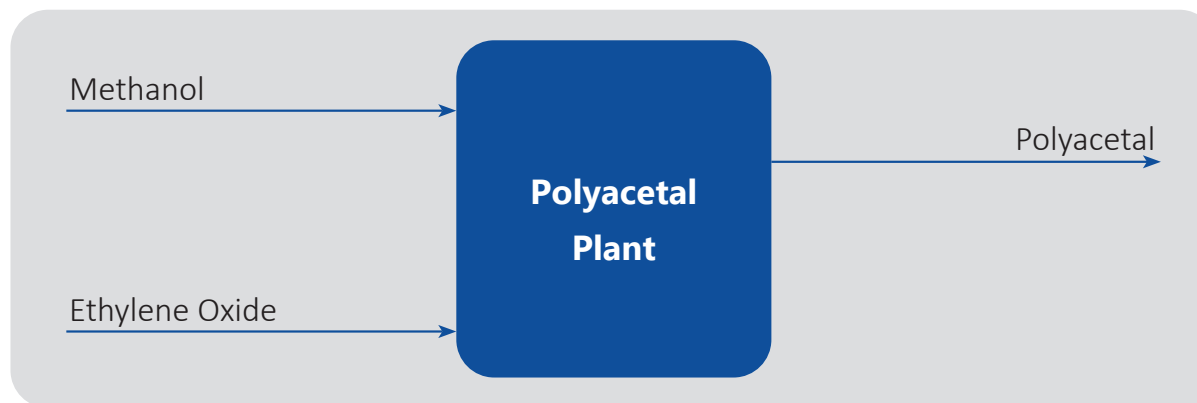 Methanol
Polyacetal
Polyacetal
Plant
Ethylene Oxide